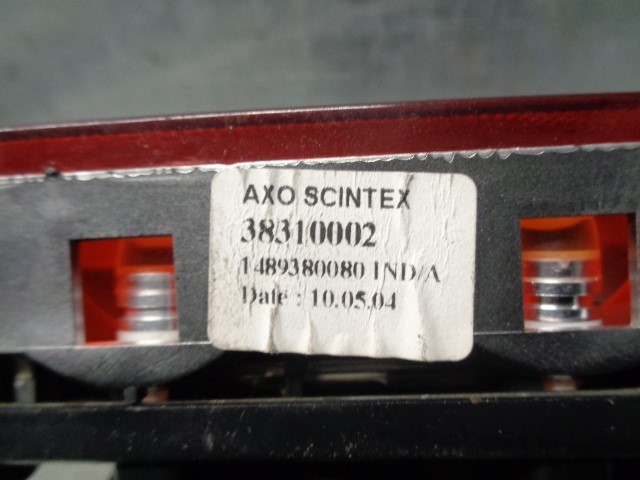 AXO SCINTEX
38310002
1489380080 IND/A
Date : 10.05.04